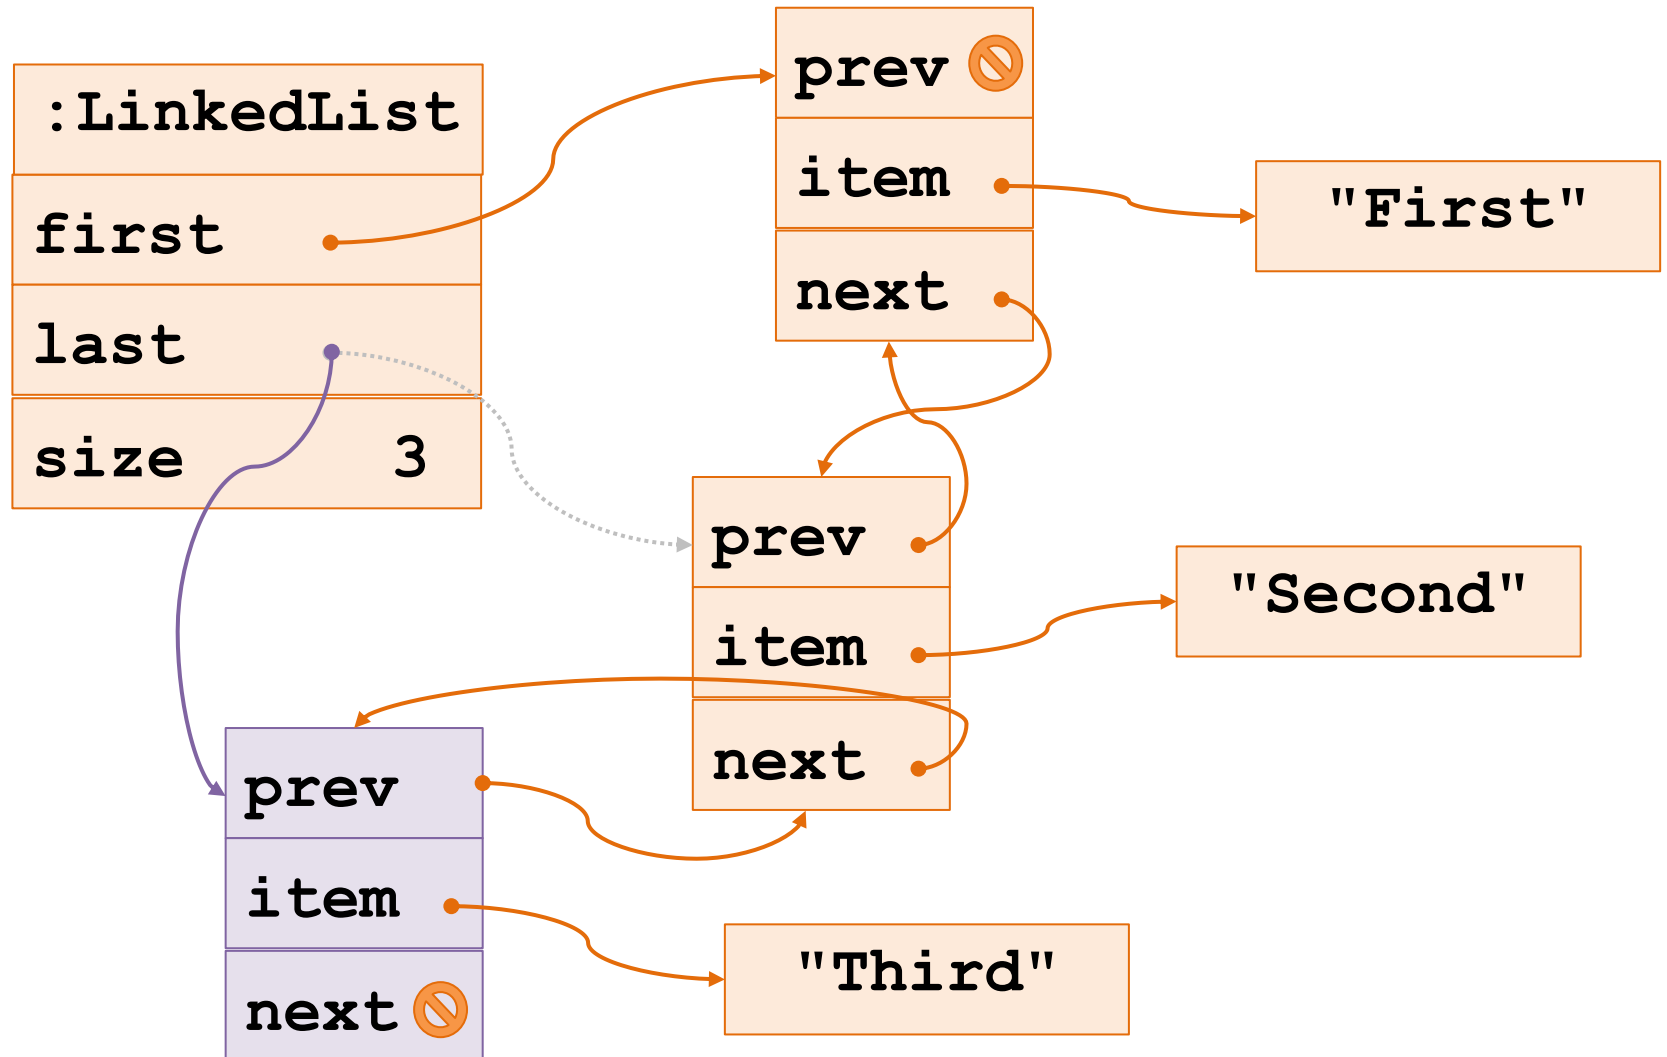 :LinkedList
first
last
size 3
prev
item
next
"First"
prev
item
next
"Second"
prev
item
next
"Third"